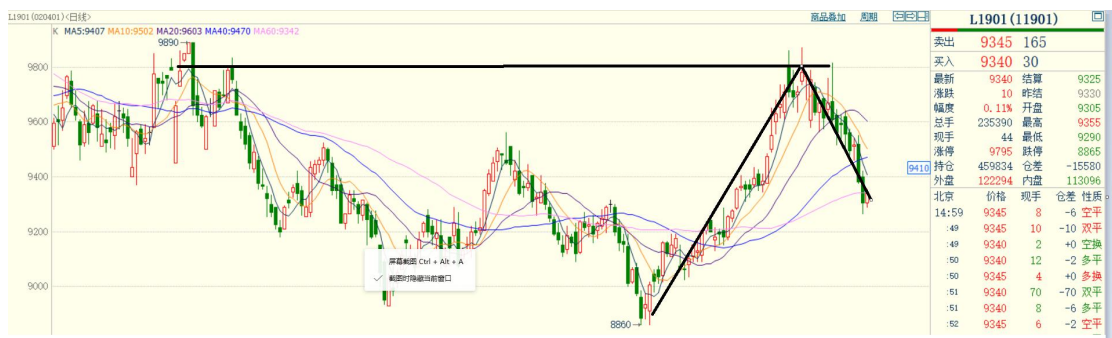 L1901(020401)<日线>
商品叠加 周期
K MA5:9407 MA10:9502 MA20:9603 MA40:9470 MA60:9342
9890
9800
9600
9400
9200
9000
8860
9410
屏幕截图 Ctrl + Alt + A
截图时隐藏当前窗口
L1901(11901)
卖出 9345 165
买入 9340 30
最新 9340 结算 9325
涨跌 10 昨结 9330
幅度 0.11% 开盘 9305
总手 235390 最高 9355
现手 44 最低 9290
涨停 9795 跌停 8865
持仓 459834 仓差 -15580
外盘 122294 内盘 113096
北京 价格 现手 仓差 性质
14:59 9345 8 -6 空平
:49 9345 10 -10 双平
:49 9340 2 +0 空换
:50 9340 12 -2 多平
:50 9345 4 +0 多换
:51 9340 70 -70 双平
:51 9340 8 -6 多平
:52 9345 6 -2 空平